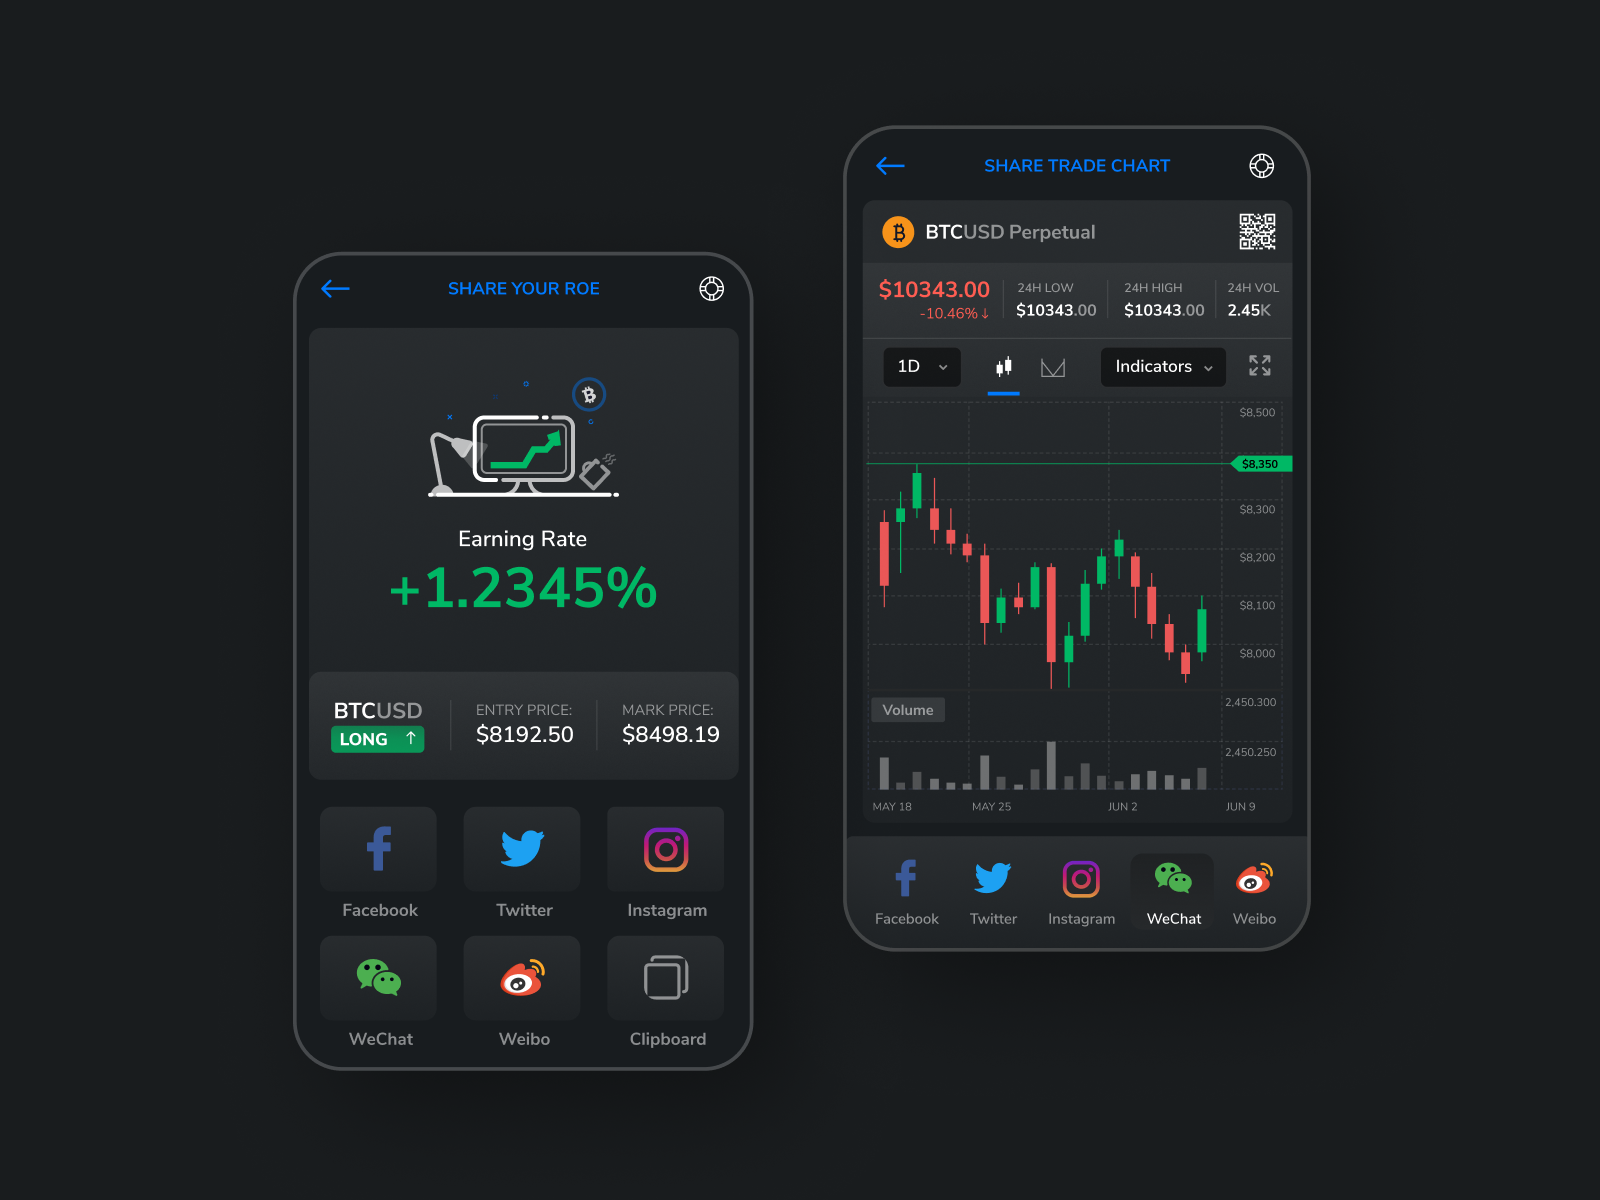 SHARE YOUR ROE
Earning Rate
+1.2345%
BTCUSD
LONG ↑
ENTRY PRICE:
$8192.50
MARK PRICE:
$8498.19
Facebook
Twitter
Instagram
WeChat
Weibo
Clipboard
SHARE TRADE CHART
BTCUSD Perpetual
$10343.00
-10.46% ↓
24H LOW
$10343.00
24H HIGH
$10343.00
24H VOL
2.45K
1D
Indicators
$8,500
$8,350
$8,300
$8,200
$8,100
$8,000
Volume
2,450.300
2,450.250
MAY 18
MAY 25
JUN 2
JUN 9
Facebook
Twitter
Instagram
WeChat
Weibo